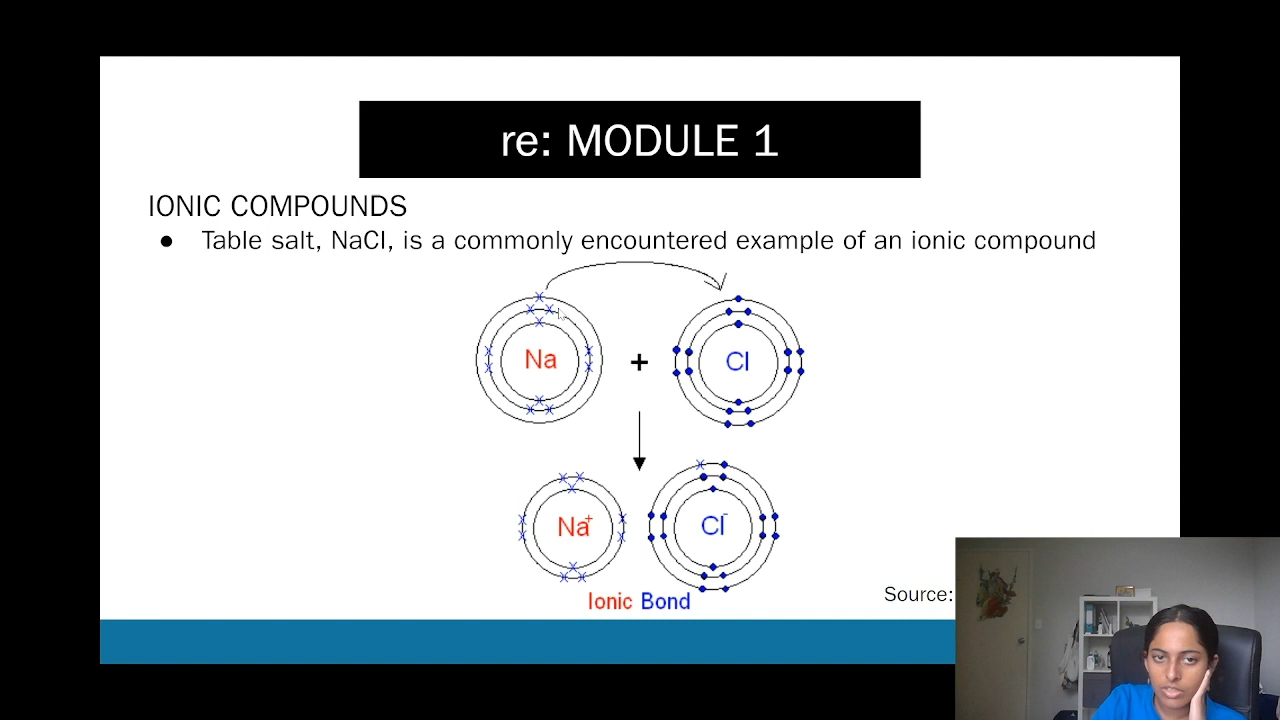 re: MODULE 1
IONIC COMPOUNDS
● Table salt, NaCl, is a commonly encountered example of an ionic compound
Na + Cl
Na+ Cl-
Ionic Bond
Source: